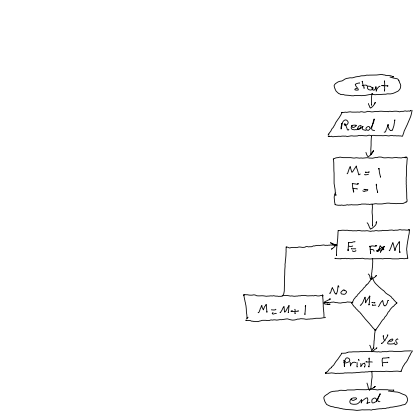 start
Read N
M = 1
F = 1
F = F * M
No
M = N
M = M + 1
Yes
Print F
end